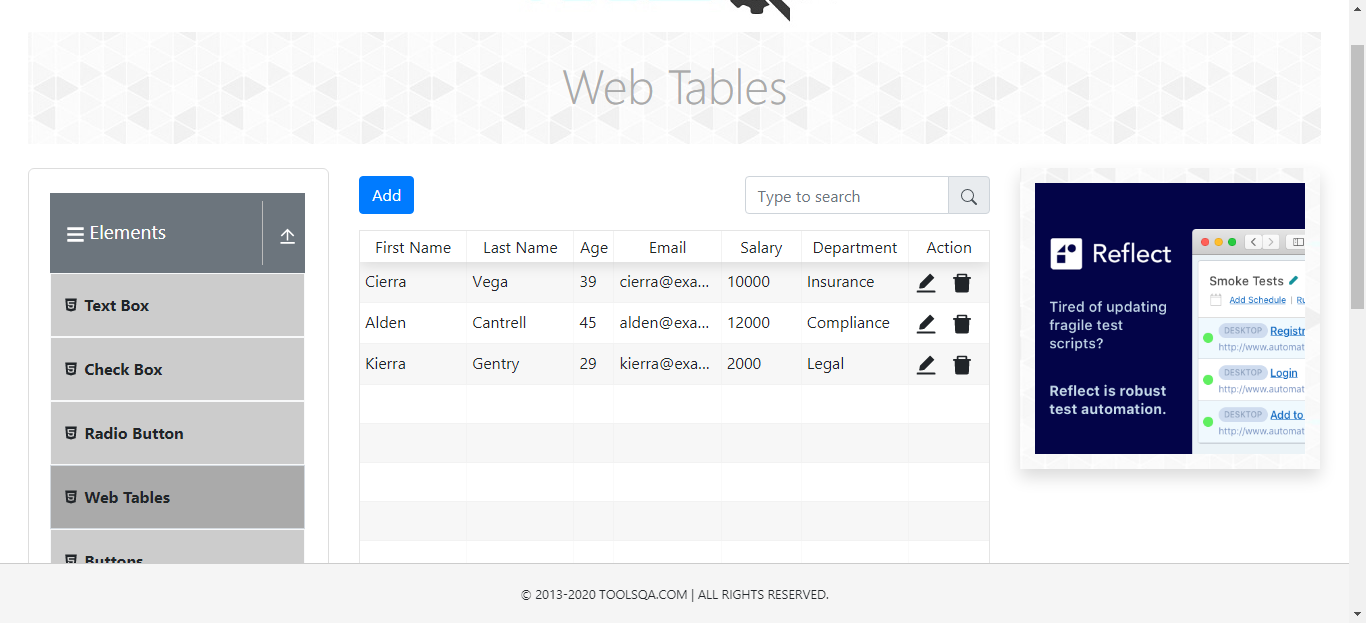 Web Tables
Elements
Text Box
Check Box
Radio Button
Web Tables
Buttons
Add
Type to search
First Name Last Name Age Email Salary Department Action
Cierra Vega 39 cierra@exa... 10000 Insurance
Alden Cantrell 45 alden@exa... 12000 Compliance
Kierra Gentry 29 kierra@exa... 2000 Legal
Reflect
Tired of updating
fragile test
scripts?
Reflect is robust
test automation.
Smoke Tests
Add Schedule | Ru
DESKTOP Registr
http://www.automat
DESKTOP Login
http://www.automat
DESKTOP Add to
http://www.automat
© 2013-2020 TOOLSQA.COM | ALL RIGHTS RESERVED.